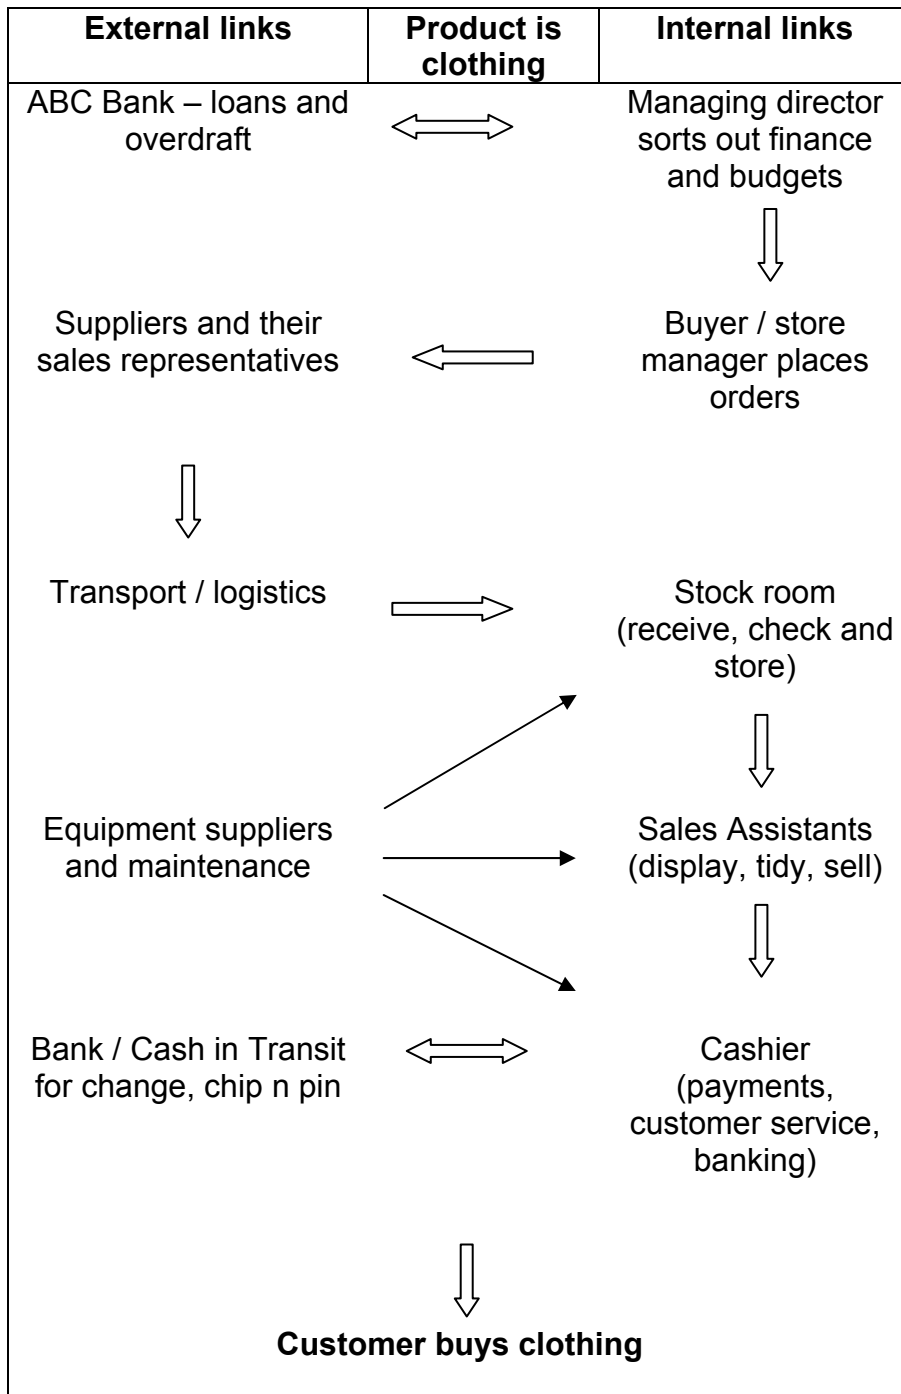 External links
Product is
clothing
Internal links
ABC Bank – loans and
overdraft
Managing director
sorts out finance
and budgets
Suppliers and their
sales representatives
Buyer / store
manager places
orders
Transport / logistics
Stock room
(receive, check and
store)
Equipment suppliers
and maintenance
Sales Assistants
(display, tidy, sell)
Bank / Cash in Transit
for change, chip n pin
Cashier
(payments,
customer service,
banking)
Customer buys clothing